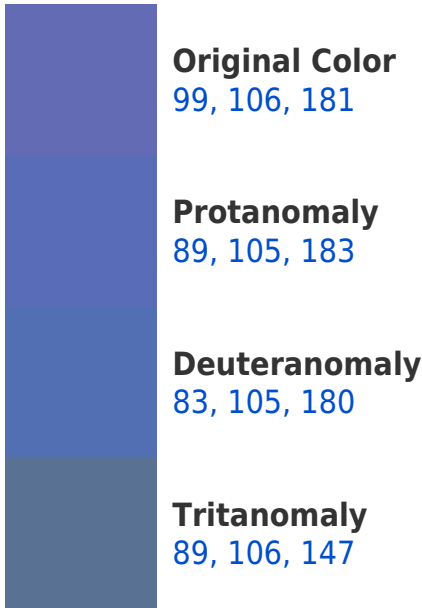 Original Color
99, 106, 181
Protanomaly
89, 105, 183
Deuteranomaly
83, 105, 180
Tritanomaly
89, 106, 147